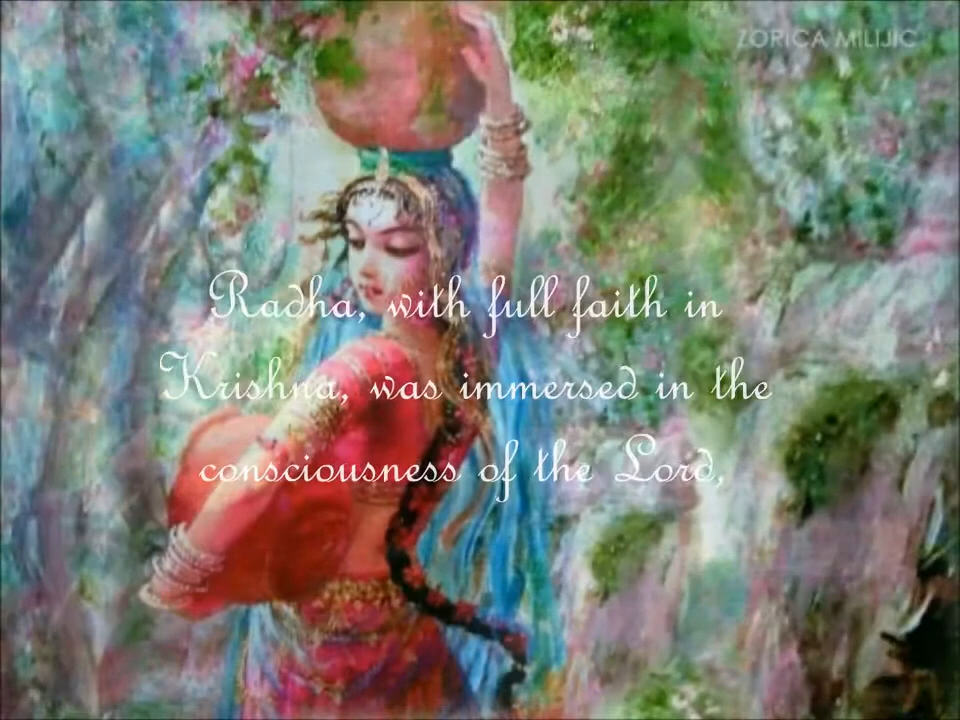 ZORICA MILIJIC
Radha, with full faith in
Krishna, was immersed in the
consciousness of the Lord,